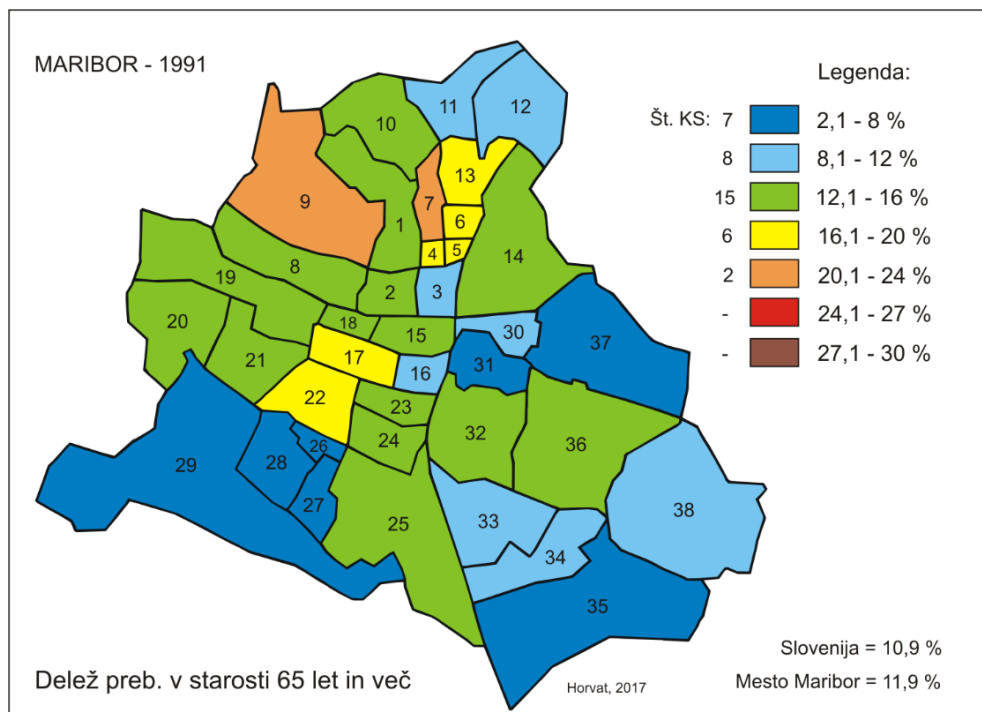 MARIBOR - 1991
Legenda:
Št. KS: 7 2,1 - 8 %
8 8,1 - 12 %
15 12,1 - 16 %
6 16,1 - 20 %
2 20,1 - 24 %
- 24,1 - 27 %
- 27,1 - 30 %
11
12
10
13
9
7
1
6
4
5
14
8
19
2
3
18
15
30
20
21
17
16
31
37
22
23
24
32
36
26
28
29
27
25
33
34
38
35
Slovenija = 10,9 %
Delež preb. v starosti 65 let in več
Horvat, 2017
Mesto Maribor = 11,9 %